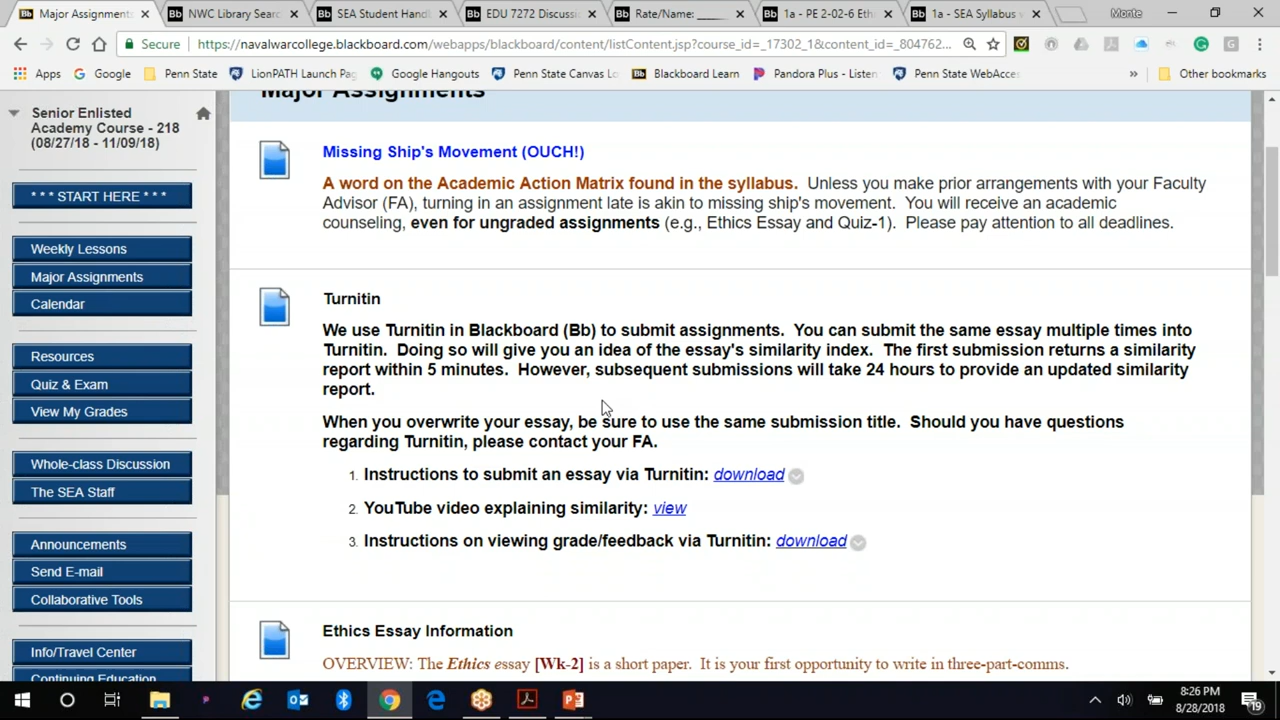 Major Assignments
NWC Library Sear
SEA Student Handl
EDU 7272 Discussi
Rate/Name: ____
1a - PE 2-02-6 Eth
1a - SEA Syllabus
Monte
Secure
https://navalwarcollege.blackboard.com/webapps/blackboard/content/listContent.jsp?course_id=_17302_1&content_id=_804762...
Apps
Google
Penn State
LionPATH Launch Pag
Google Hangouts
Penn State Canvas Lo
Blackboard Learn
Pandora Plus - Listen
Penn State WebAcces
»
Other bookmarks
Senior Enlisted
Academy Course - 218
(08/27/18 - 11/09/18)
* * * START HERE * * *
Weekly Lessons
Major Assignments
Calendar
Resources
Quiz & Exam
View My Grades
Whole-class Discussion
The SEA Staff
Announcements
Send E-mail
Collaborative Tools
Info/Travel Center
Continuing Education
Major Assignments
Missing Ship's Movement (OUCH!)
A word on the Academic Action Matrix found in the syllabus. Unless you make prior arrangements with your Faculty
Advisor (FA), turning in an assignment late is akin to missing ship's movement. You will receive an academic
counseling, even for ungraded assignments (e.g., Ethics Essay and Quiz-1). Please pay attention to all deadlines.
Turnitin
We use Turnitin in Blackboard (Bb) to submit assignments. You can submit the same essay multiple times into
Turnitin. Doing so will give you an idea of the essay's similarity index. The first submission returns a similarity
report within 5 minutes. However, subsequent submissions will take 24 hours to provide an updated similarity
report.
When you overwrite your essay, be sure to use the same submission title. Should you have questions
regarding Turnitin, please contact your FA.
1. Instructions to submit an essay via Turnitin: download
2. YouTube video explaining similarity: view
3. Instructions on viewing grade/feedback via Turnitin: download
Ethics Essay Information
OVERVIEW: The Ethics essay [Wk-2] is a short paper. It is your first opportunity to write in three-part-comms.
8:26 PM
8/28/2018
19